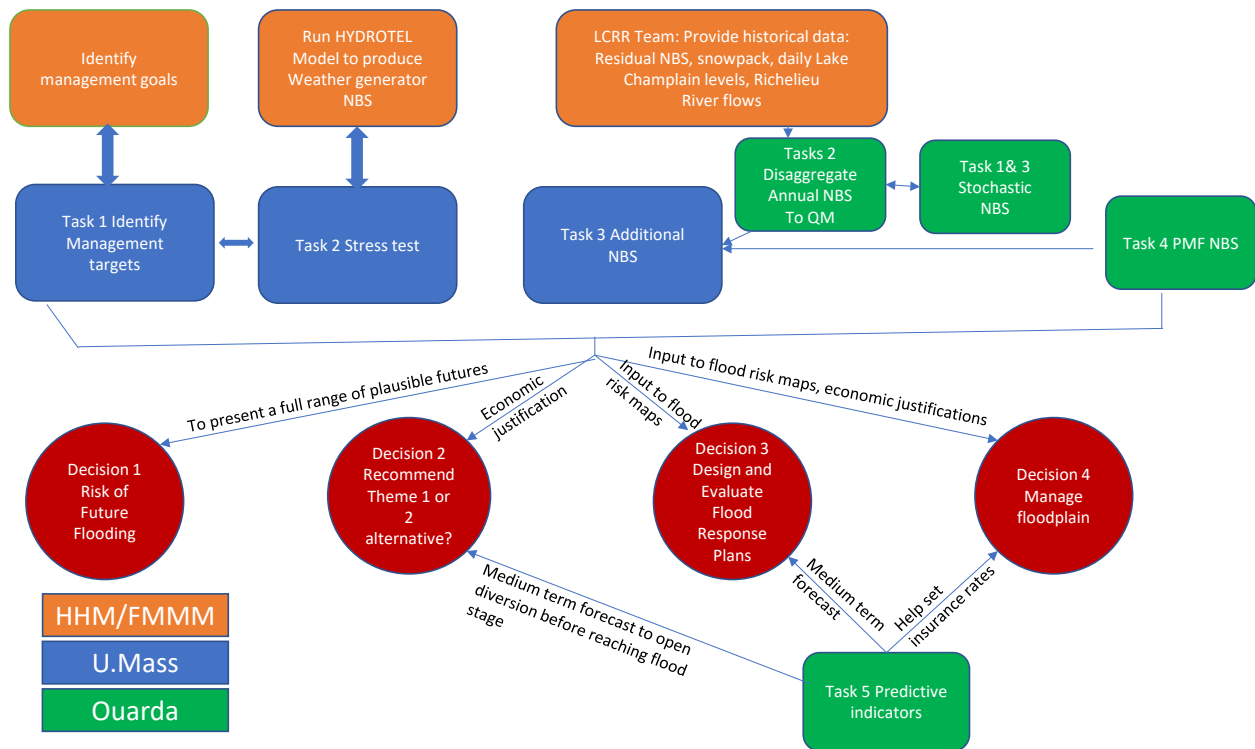 Identify
management goals
Run HYDROTEL
Model to produce
Weather generator
NBS
LCRR Team: Provide historical data:
Residual NBS, snowpack, daily Lake
Champlain levels, Richelieu
River flows
Tasks 2
Disaggregate
Annual NBS
To QM
Task 1& 3
Stochastic
NBS
Task 1 Identify
Management
targets
Task 2 Stress test
Task 3 Additional
NBS
Task 4 PMF NBS
To present a full range of plausible futures
Economic
justification
Input to flood
risk maps
Input to flood risk maps, economic justifications
Decision 1
Risk of
Future
Flooding
Decision 2
Recommend
Theme 1 or
2
alternative?
Decision 3
Design and
Evaluate
Flood
Response
Plans
Decision 4
Manage
floodplain
Medium term forecast to open
diversion before reaching flood
stage
Medium term
forecast
Help set
insurance rates
HHM/FMMM
U.Mass
Ouarda
Task 5 Predictive
indicators